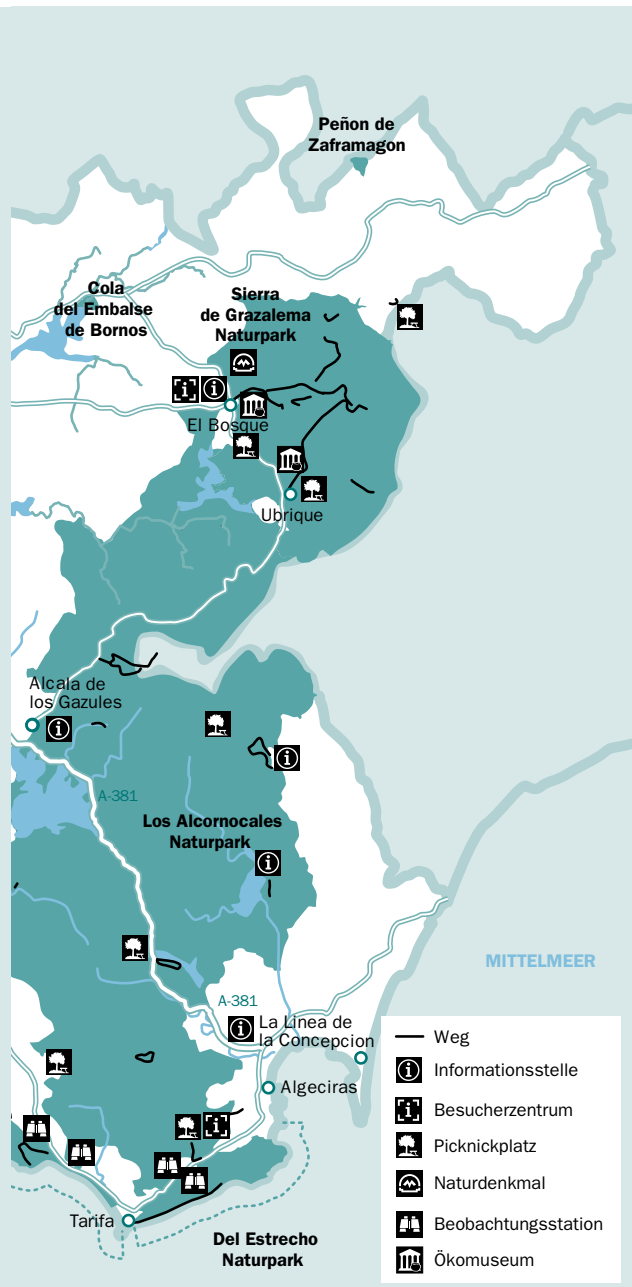 Peñon de
Zaframagon
Cola
del Embalse
de Bornos
Sierra
de Grazalema
Naturpark
El Bosque
Ubrique
Alcala de
los Gazules
A-381
Los Alcornocales
Naturpark
MITTELMEER
A-381
La Linea de
la Concepcion
Algeciras
Tarifa
Del Estrecho
Naturpark
Weg
Informationsstelle
Besucherzentrum
Picknickplatz
Naturdenkmal
Beobachtungsstation
Ökomuseum